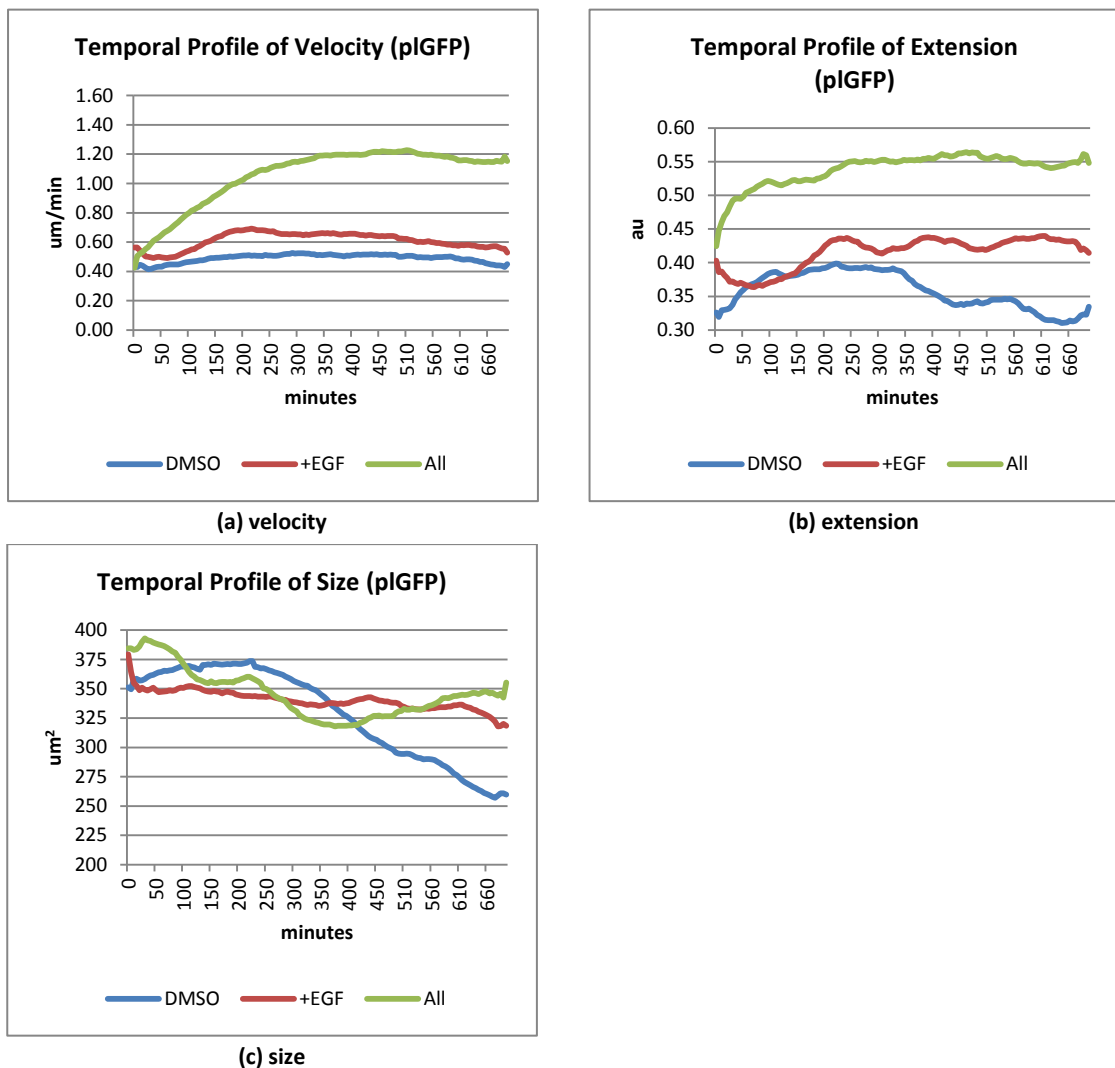 Temporal Profile of Velocity (plGFP)
1.60
1.40
1.20
1.00
0.80
0.60
0.40
0.20
0.00
um/min
0 50 100 150 200 250 300 350 400 450 510 560 610 660
minutes
DMSO +EGF All
(a) velocity
Temporal Profile of Extension
(plGFP)
0.60
0.55
0.50
0.45
0.40
0.35
0.30
au
0 50 100 150 200 250 300 350 400 450 510 560 610 660
minutes
DMSO +EGF All
(b) extension
Temporal Profile of Size (plGFP)
400
375
350
325
300
275
250
225
200
um²
0 50 100 150 200 250 300 350 400 450 510 560 610 660
minutes
DMSO +EGF All
(c) size